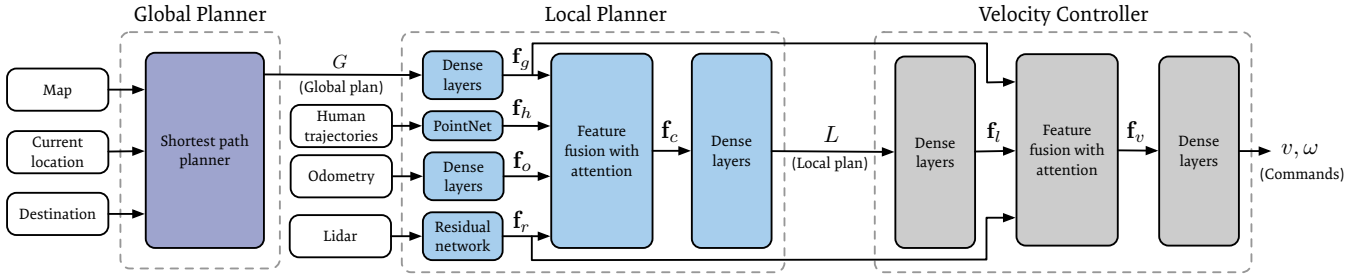 Global Planner
Map
Current
location
Destination
Shortest path
planner
G
(Global plan)
Human
trajectories
Odometry
Lidar
Local Planner
Dense
layers
f_g
PointNet
f_h
Dense
layers
f_o
Residual
network
f_r
Feature
fusion with
attention
f_c
Dense
layers
L
(Local plan)
Velocity Controller
Dense
layers
f_l
Feature
fusion with
attention
f_v
Dense
layers
v, ω
(Commands)